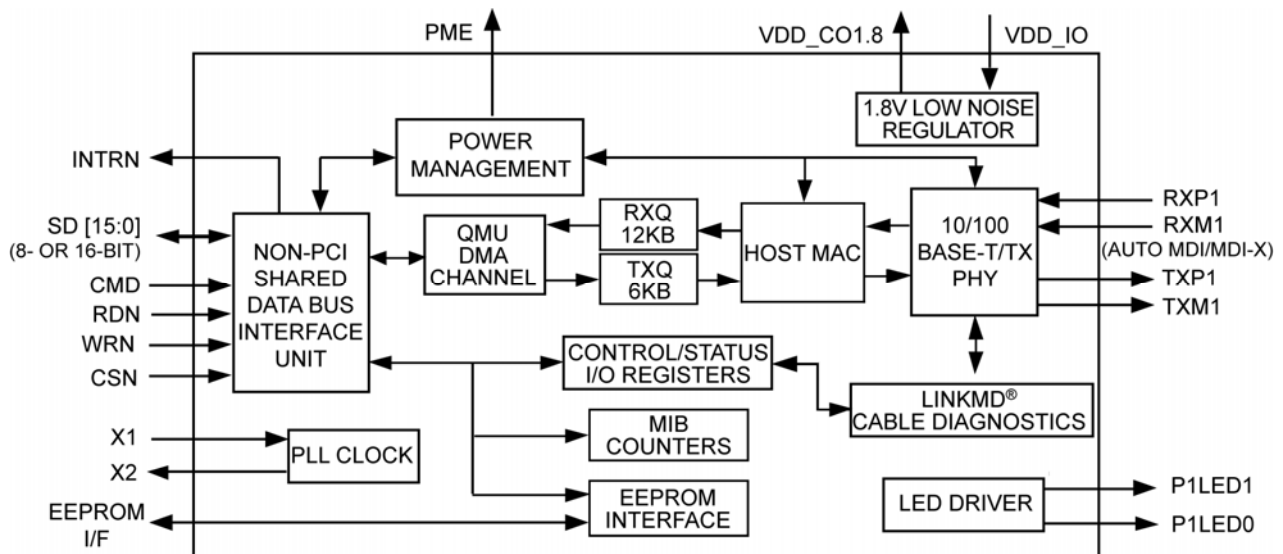 PME
VDD_CO1.8
VDD_IO
1.8V LOW NOISE
REGULATOR
POWER
MANAGEMENT
INTRN
SD [15:0]
(8- OR 16-BIT)
CMD
RDN
WRN
CSN
NON-PCI
SHARED
DATA BUS
INTERFACE
UNIT
QMU
DMA
CHANNEL
RXQ
12KB
TXQ
6KB
HOST MAC
10/100
BASE-T/TX
PHY
RXP1
RXM1
(AUTO MDI/MDI-X)
TXP1
TXM1
CONTROL/STATUS
I/O REGISTERS
LINKMD®
CABLE DIAGNOSTICS
MIB
COUNTERS
X1
X2
PLL CLOCK
EEPROM
I/F
EEPROM
INTERFACE
LED DRIVER
P1LED1
P1LED0